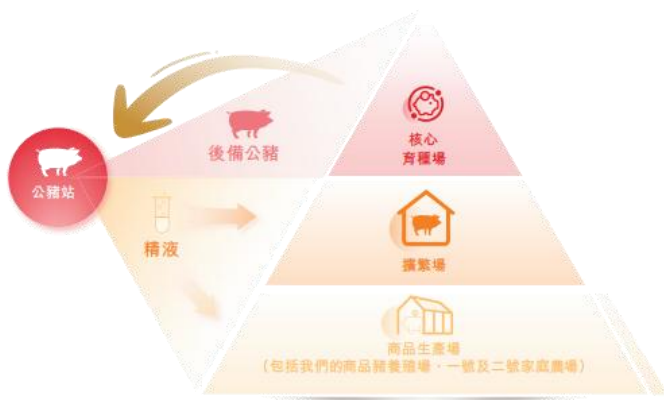 核心
育種場
後備公豬
公豬站
精液
擴繁場
商品生產場
(包括我們的商品豬養殖場、一號及二號家庭農場)